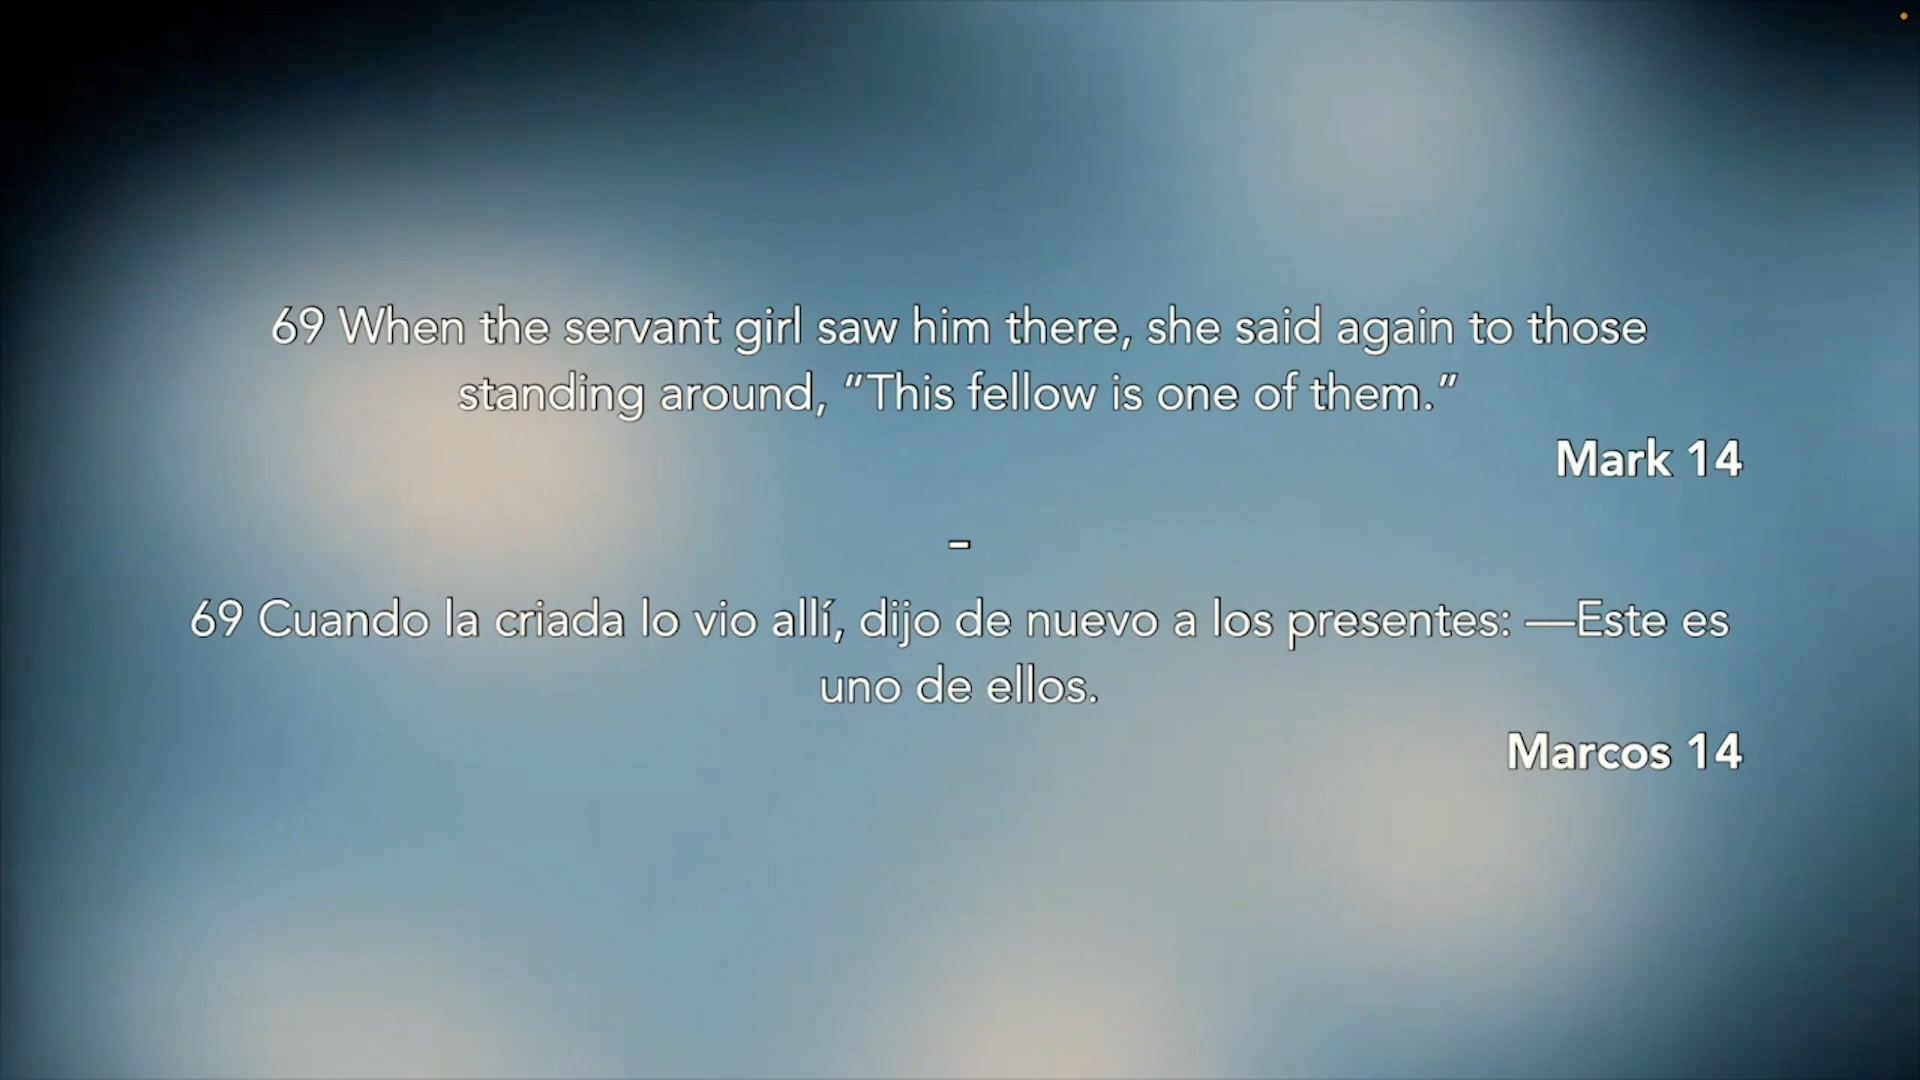 69 When the servant girl saw him there, she said again to those
standing around, “This fellow is one of them.”
Mark 14
–
69 Cuando la criada lo vio allí, dijo de nuevo a los presentes: —Este es
uno de ellos.
Marcos 14